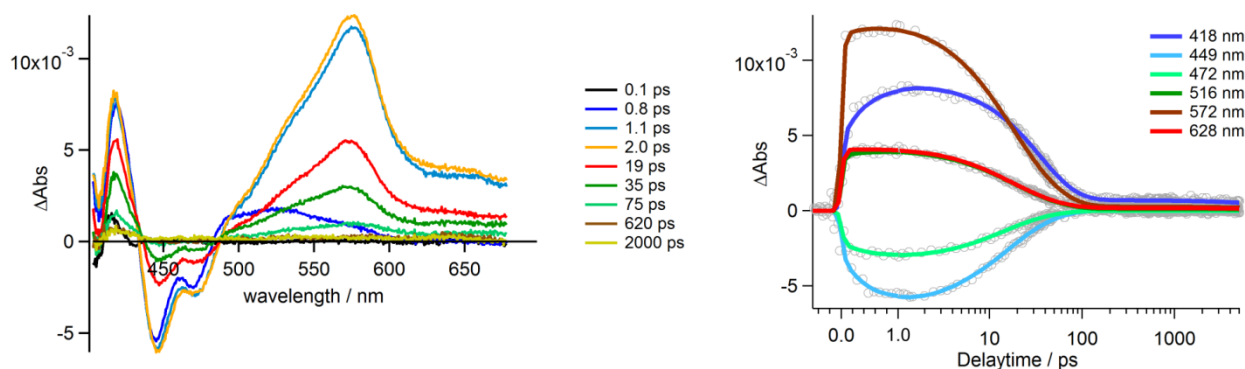 10x10⁻³
5
0
-5
ΔAbs
450
500
550
600
650
wavelength / nm
0.1 ps
0.8 ps
1.1 ps
2.0 ps
19 ps
35 ps
75 ps
620 ps
2000 ps
10x10⁻³
5
0
-5
ΔAbs
0.0
1.0
10
100
1000
Delaytime / ps
418 nm
449 nm
472 nm
516 nm
572 nm
628 nm